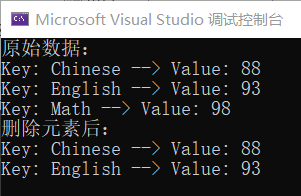 Microsoft Visual Studio 调试控制台
原始数据：
Key: Chinese --> Value: 88
Key: English --> Value: 93
Key: Math --> Value: 98
删除元素后：
Key: Chinese --> Value: 88
Key: English --> Value: 93